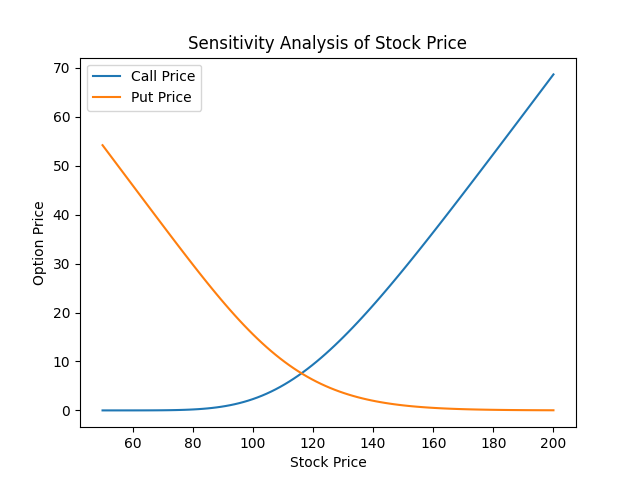 Sensitivity Analysis of Stock Price
Call Price
Put Price
Option Price
70
60
50
40
30
20
10
0
60 80 100 120 140 160 180 200
Stock Price